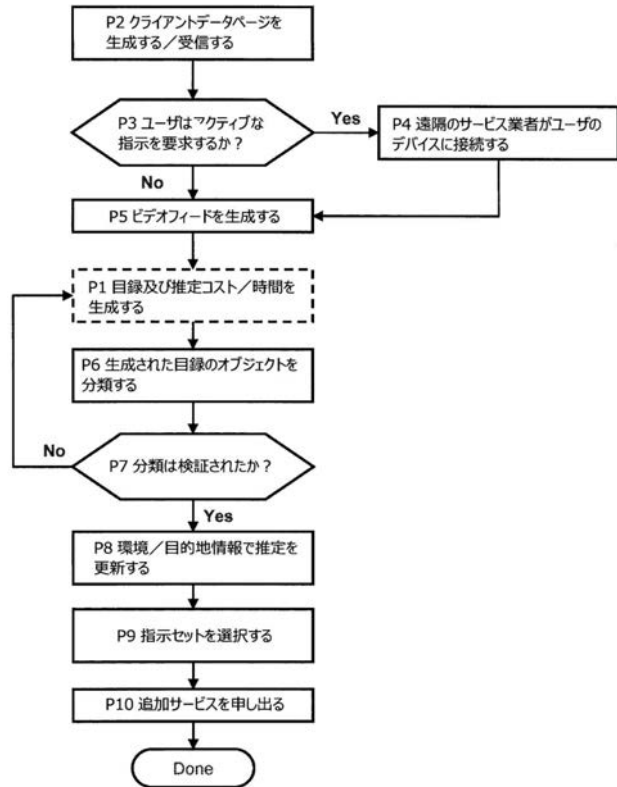 P2 クライアントデータページを
生成する／受信する
P3 ユーザはアクティブな
指示を要求するか？
Yes
P4 遠隔のサービス業者がユーザの
デバイスに接続する
No
P5 ビデオフィードを生成する
P1 目録及び推定コスト／時間を
生成する
P6 生成された目録のオブジェクトを
分類する
No
P7 分類は検証されたか？
Yes
P8 環境／目的地情報で推定を
更新する
P9 指示セットを選択する
P10 追加サービスを申し出る
Done